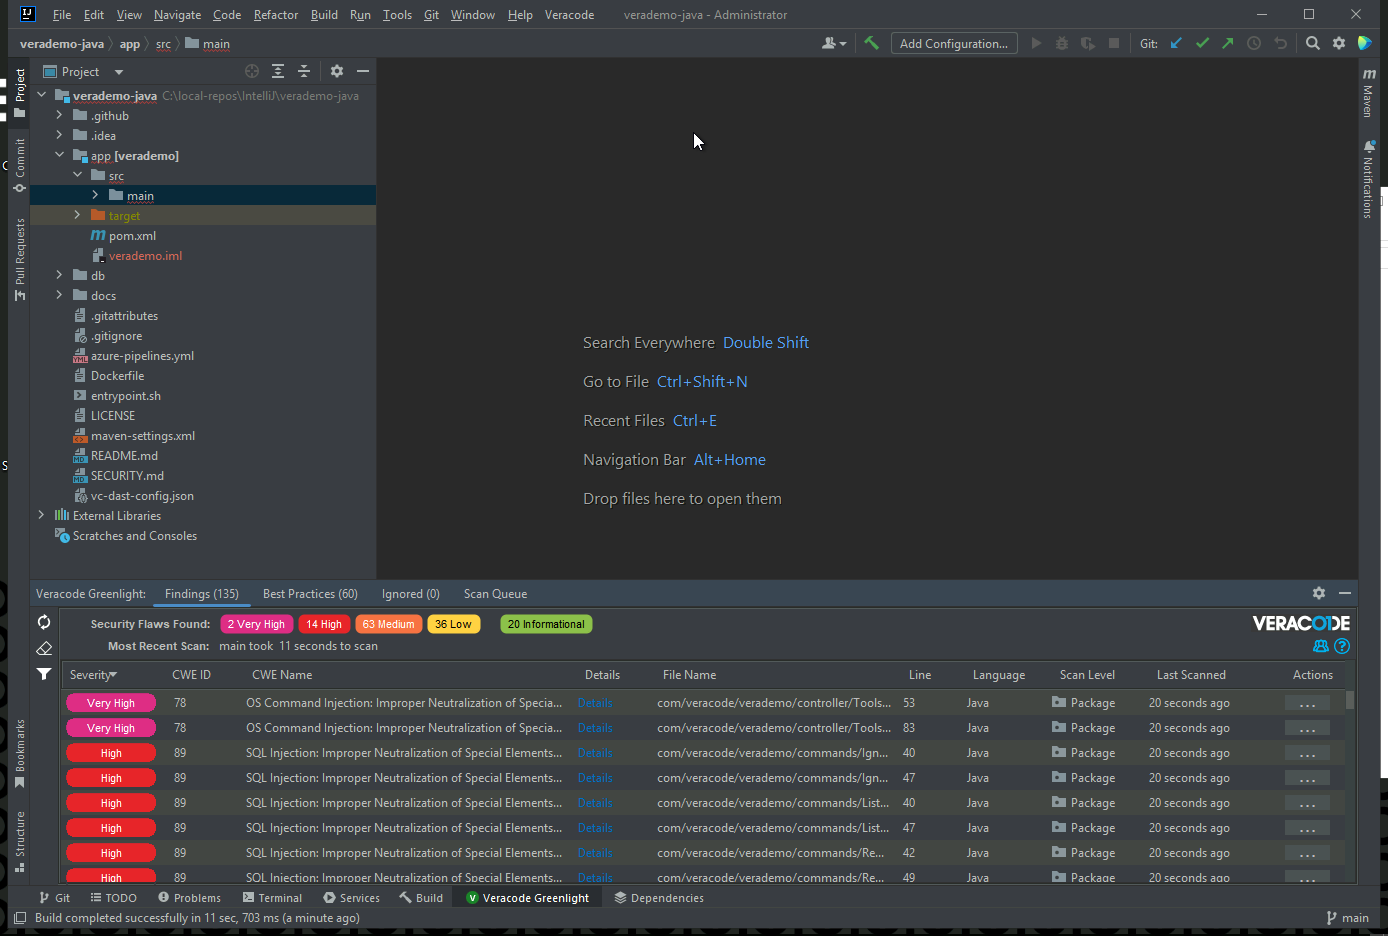 File Edit View Navigate Code Refactor Build Run Tools Git Window Help Veracode verademo-java - Administrator
verademo-java app src main Add Configuration... Git:
Project
Project
verademo-java C:\local-repos\IntelliJ\verademo-java
.github
.idea
app [verademo]
src
main
target
pom.xml
verademo.iml
db
docs
.gitattributes
.gitignore
azure-pipelines.yml
Dockerfile
entrypoint.sh
LICENSE
maven-settings.xml
README.md
SECURITY.md
vc-dast-config.json
External Libraries
Scratches and Consoles
Commit
Pull Requests
Bookmarks
Structure
Maven
Notifications
Search Everywhere Double Shift
Go to File Ctrl+Shift+N
Recent Files Ctrl+E
Navigation Bar Alt+Home
Drop files here to open them
Veracode Greenlight: Findings (135) Best Practices (60) Ignored (0) Scan Queue
Security Flaws Found: 2 Very High 14 High 63 Medium 36 Low 20 Informational VERACODE
Most Recent Scan: main took 11 seconds to scan
Severity CWE ID CWE Name Details File Name Line Language Scan Level Last Scanned Actions
Very High 78 OS Command Injection: Improper Neutralization of Specia... Details com/veracode/verademo/controller/Tools... 53 Java Package 20 seconds ago ...
Very High 78 OS Command Injection: Improper Neutralization of Specia... Details com/veracode/verademo/controller/Tools... 83 Java Package 20 seconds ago ...
High 89 SQL Injection: Improper Neutralization of Special Elements... Details com/veracode/verademo/commands/Ign... 40 Java Package 20 seconds ago ...
High 89 SQL Injection: Improper Neutralization of Special Elements... Details com/veracode/verademo/commands/Ign... 47 Java Package 20 seconds ago ...
High 89 SQL Injection: Improper Neutralization of Special Elements... Details com/veracode/verademo/commands/List... 40 Java Package 20 seconds ago ...
High 89 SQL Injection: Improper Neutralization of Special Elements... Details com/veracode/verademo/commands/List... 47 Java Package 20 seconds ago ...
High 89 SQL Injection: Improper Neutralization of Special Elements... Details com/veracode/verademo/commands/Re... 42 Java Package 20 seconds ago ...
High 89 SQL Injection: Improper Neutralization of Special Elements... Details com/veracode/verademo/commands/Re... 49 Java Package 20 seconds ago ...
Git TODO Problems Terminal Services Build Veracode Greenlight Dependencies
Build completed successfully in 11 sec, 703 ms (a minute ago) main